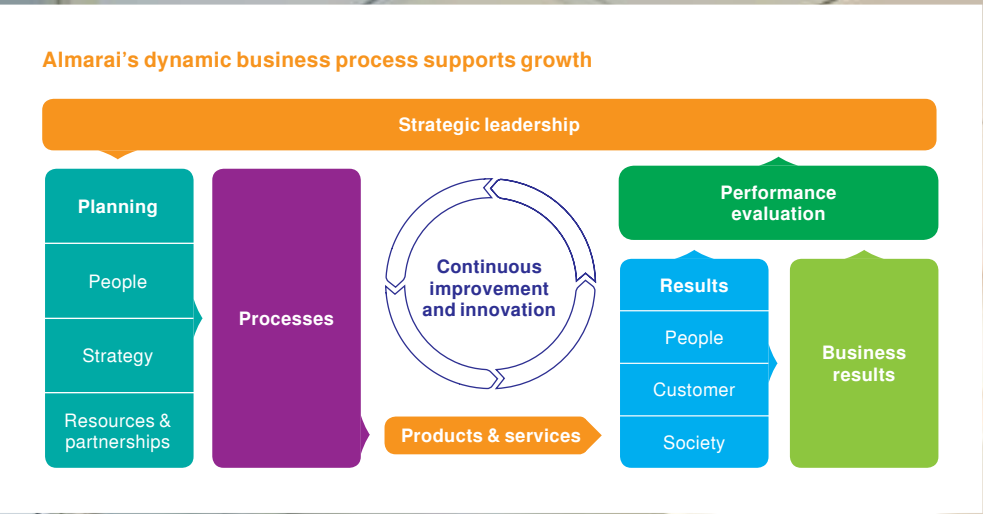 Almarai’s dynamic business process supports growth
Strategic leadership
Planning
People
Strategy
Resources &
partnerships
Processes
Continuous
improvement
and innovation
Products & services
Performance
evaluation
Results
People
Customer
Society
Business
results